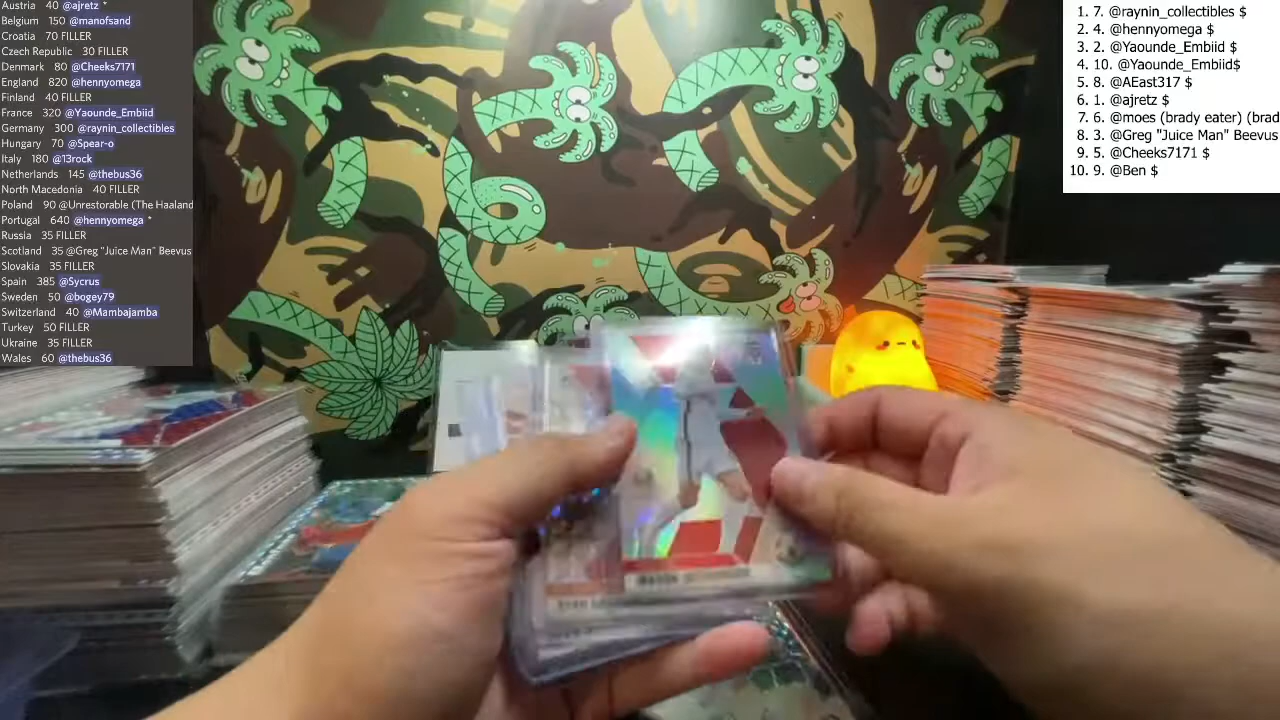 Austria 40 @ajretz *
Belgium 150 @manofsand
Croatia 70 FILLER
Czech Republic 30 FILLER
Denmark 80 @Cheeks7171
England 820 @hennyomega
Finland 40 FILLER
France 320 @Yaounde_Embiid
Germany 300 @raynin_collectibles
Hungary 70 @Spear-o
Italy 180 @13rock
Netherlands 145 @thebus36
North Macedonia 40 FILLER
Poland 90 @Unrestorable (The Haaland
Portugal 640 @hennyomega *
Russia 35 FILLER
Scotland 35 @Greg "Juice Man" Beevus
Slovakia 35 FILLER
Spain 385 @Sycrus
Sweden 50 @bogey79
Switzerland 40 @Mambajamba
Turkey 50 FILLER
Ukraine 35 FILLER
Wales 60 @thebus36
1. 7. @raynin_collectibles $
2. 4. @hennyomega $
3. 2. @Yaounde_Embiid $
4. 10. @Yaounde_Embiid$
5. 8. @AEast317 $
6. 1. @ajretz $
7. 6. @moes (brady eater) (brad
8. 3. @Greg "Juice Man" Beevus
9. 5. @Cheeks7171 $
10. 9. @Ben $